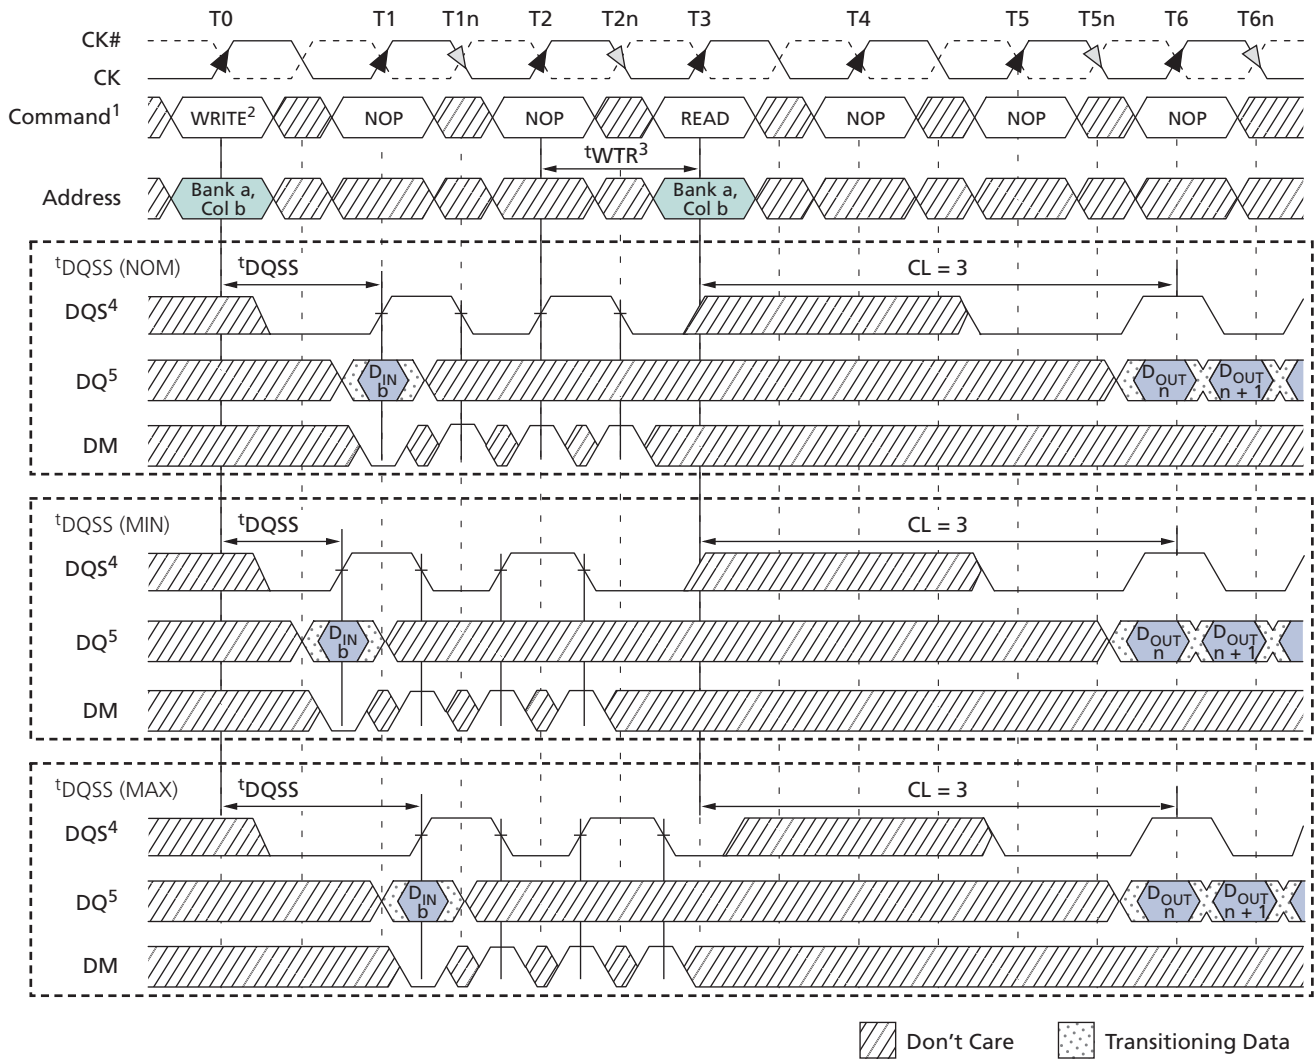 T0 T1 T1n T2 T2n T3 T4 T5 T5n T6 T6n
CK#
CK
Command1 WRITE2 NOP NOP READ NOP NOP NOP
tWTR3
Address Bank a, Col b Bank a, Col b
tDQSS (NOM) tDQSS CL = 3
DQS4
DQ5 DIN b DOUT n DOUT n + 1
DM
tDQSS (MIN) tDQSS CL = 3
DQS4
DQ5 DIN b DOUT n DOUT n + 1
DM
tDQSS (MAX) tDQSS CL = 3
DQS4
DQ5 DIN b DOUT n DOUT n + 1
DM
Don't Care Transitioning Data